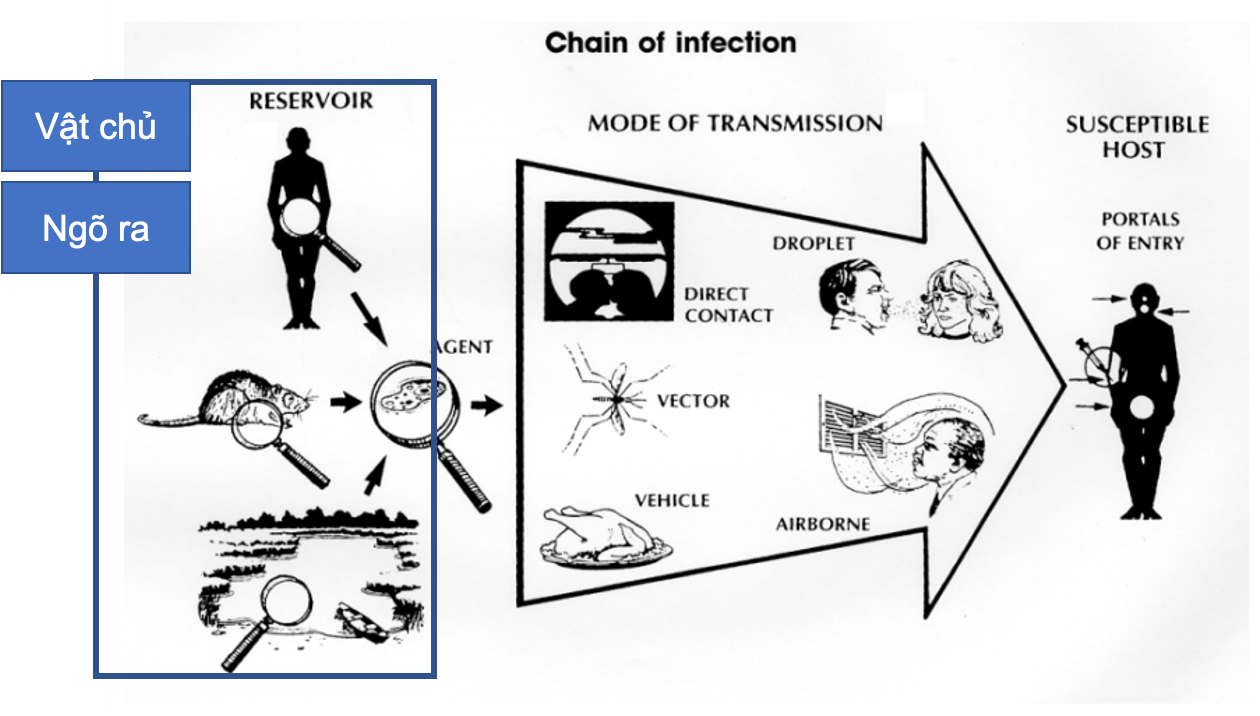 Chain of infection
Vật chủ
Ngõ ra
RESERVOIR
AGENT
MODE OF TRANSMISSION
DIRECT
CONTACT
DROPLET
VECTOR
VEHICLE
AIRBORNE
SUSCEPTIBLE
HOST
PORTALS
OF ENTRY